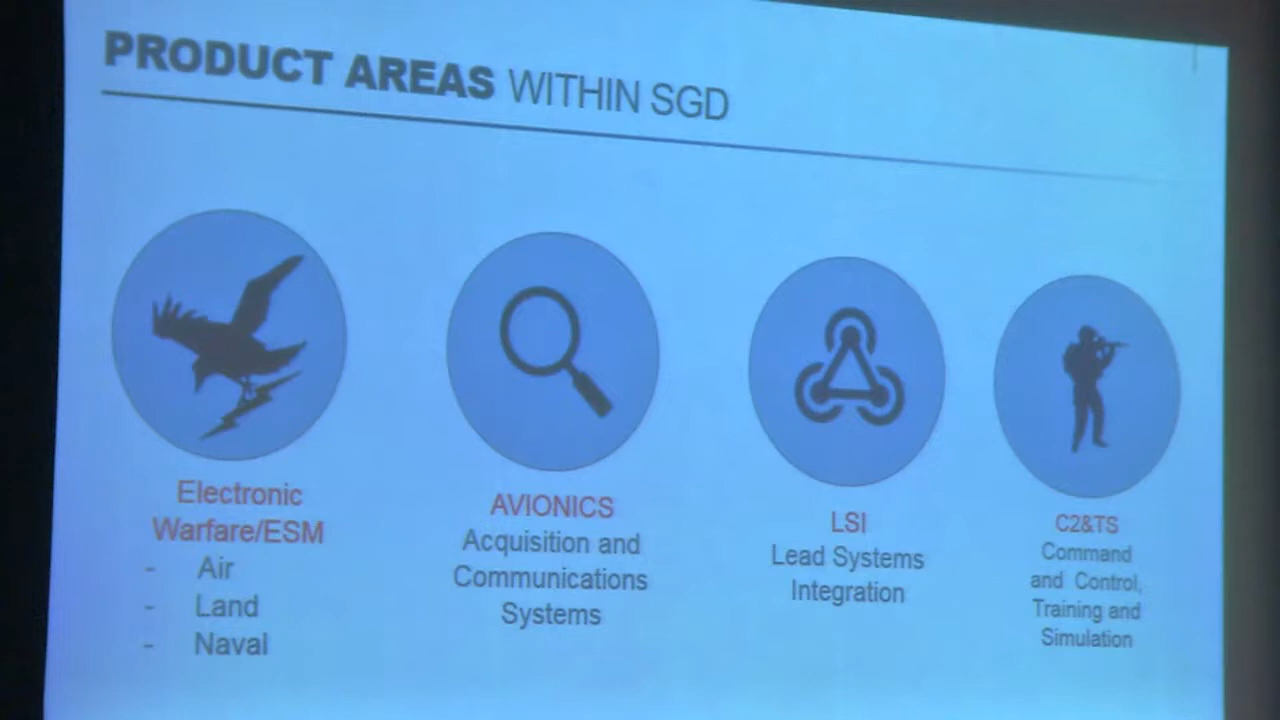 PRODUCT AREAS WITHIN SGD
Electronic
Warfare/ESM
- Air
- Land
- Naval
AVIONICS
Acquisition and
Communications
Systems
LSI
Lead Systems
Integration
C2&TS
Command
and Control,
Training and
Simulation